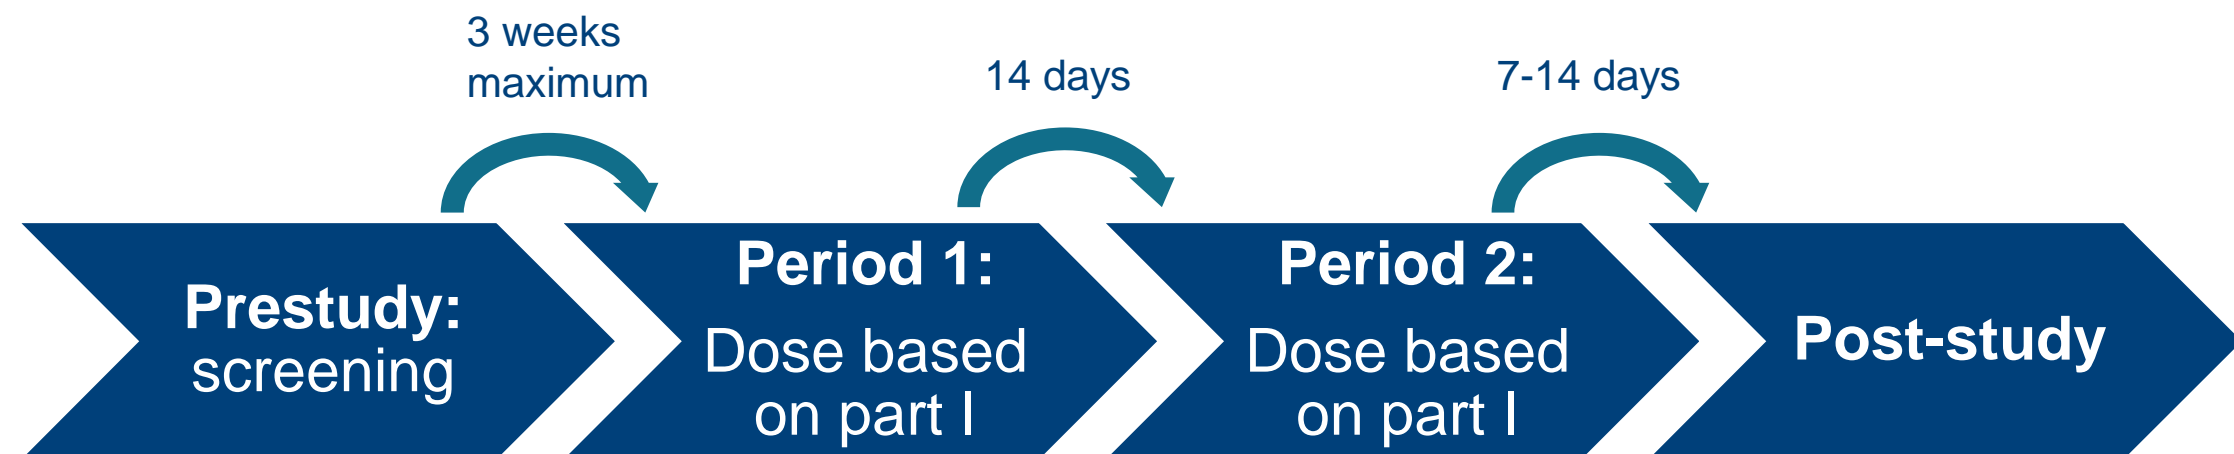 3 weeks
maximum
14 days
7-14 days
Prestudy:
screening
Period 1:
Dose based
on part I
Period 2:
Dose based
on part I
Post-study